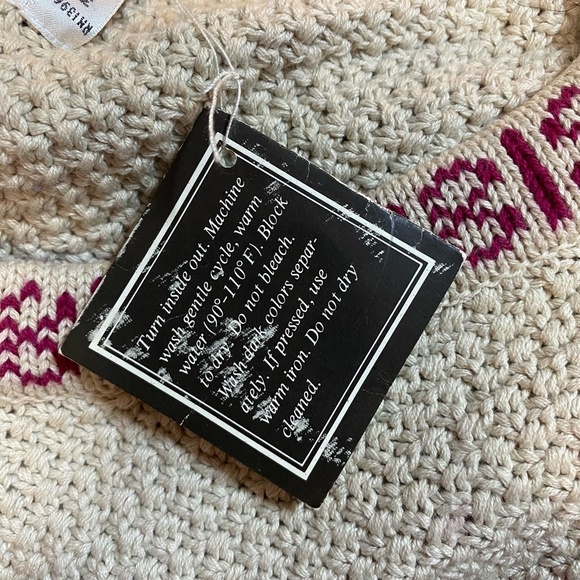 Turn inside out. Machine
wash gentle cycle, warm
water (90°-110°F). Block
to dry. Do not bleach.
Wash dark colors separ-
ately. If pressed, use
warm iron. Do not dry
cleaned.